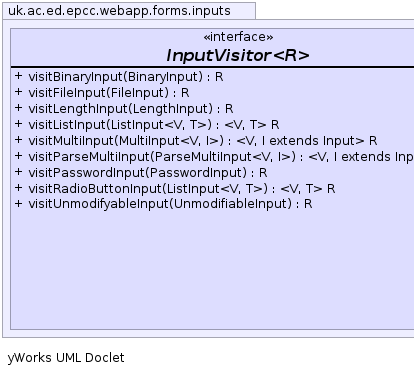 uk.ac.ed.epcc.webapp.forms.inputs
«interface»
InputVisitor<R>
+ visitBinaryInput(BinaryInput) : R
+ visitFileInput(FileInput) : R
+ visitLengthInput(LengthInput) : R
+ visitListInput(ListInput<V, T>) : <V, T> R
+ visitMultiInput(MultiInput<V, I>) : <V, I extends Input> R
+ visitParseMultiInput(ParseMultiInput<V, I>) : <V, I extends Inp
+ visitPasswordInput(PasswordInput) : R
+ visitRadioButtonInput(ListInput<V, T>) : <V, T> R
+ visitUnmodifyableInput(UnmodifiableInput) : R
yWorks UML Doclet